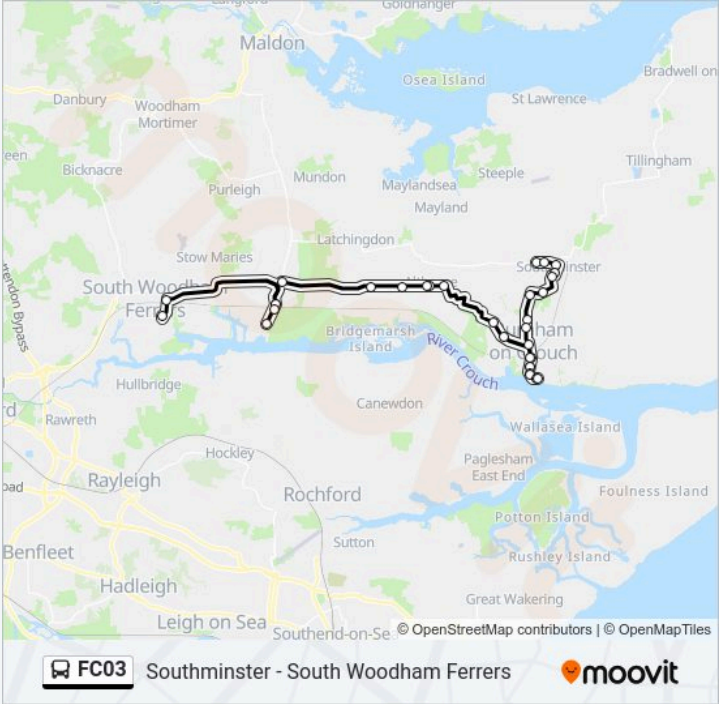 Goldhanger
Maldon
Osea Island
Bradwell on
Danbury
Woodham
Mortimer
St Lawrence
Bicknacre
Tillingham
Steeple
Mundon
Maylandsea
Purleigh
Mayland
Latchingdon
Stow Maries
South
minster
South Woodh
Ferrers
Bridgemarsh
Island
River Crouch
on Crouch
Hullbridge
Canewdon
Rawreth
Wallasea Island
Hockley
Paglesham
East End
Rayleigh
Foulness Island
Rochford
Potton Island
Sutton
Benfleet
Rushley Island
Hadleigh
Great Wakering
Leigh on Sea
Southend-on-Se
© OpenStreetMap contributors | © OpenMapTiles
FC03 Southminster - South Woodham Ferrers
moovit